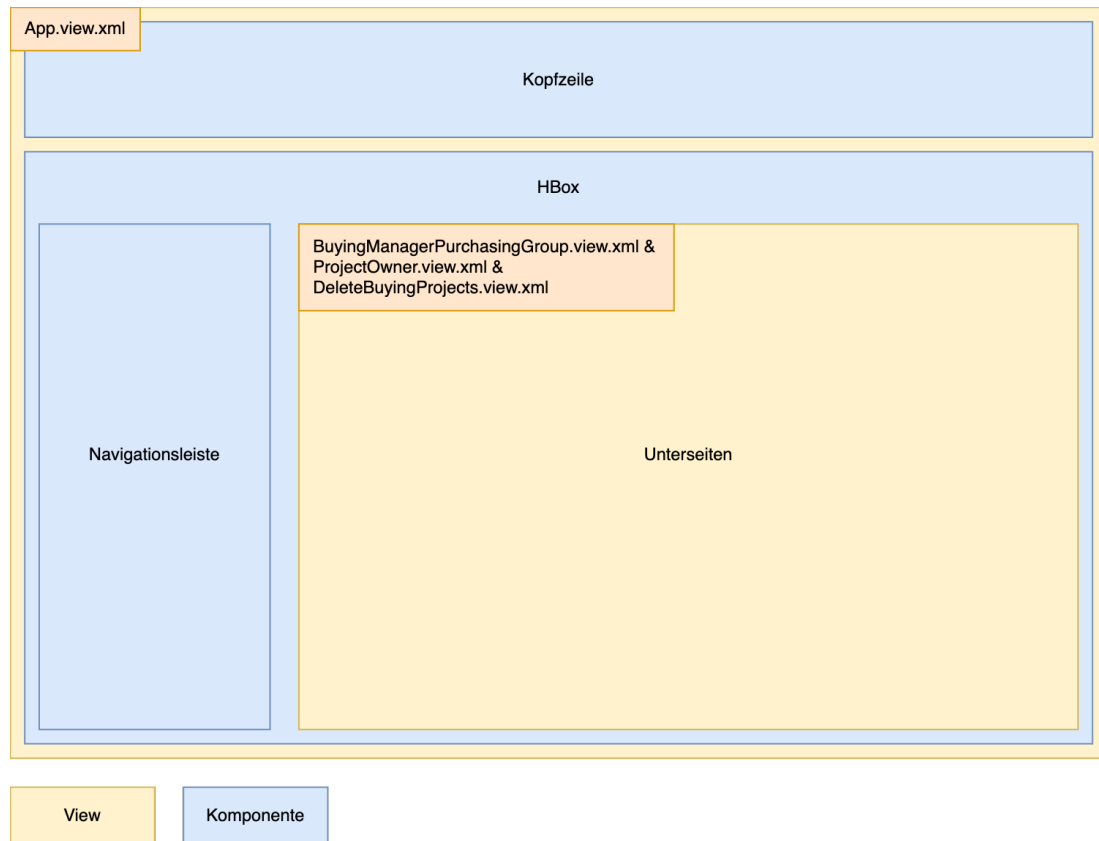 App.view.xml
Kopfzeile
HBox
BuyingManagerPurchasingGroup.view.xml &
ProjectOwner.view.xml &
DeleteBuyingProjects.view.xml
Navigationsleiste
Unterseiten
View
Komponente